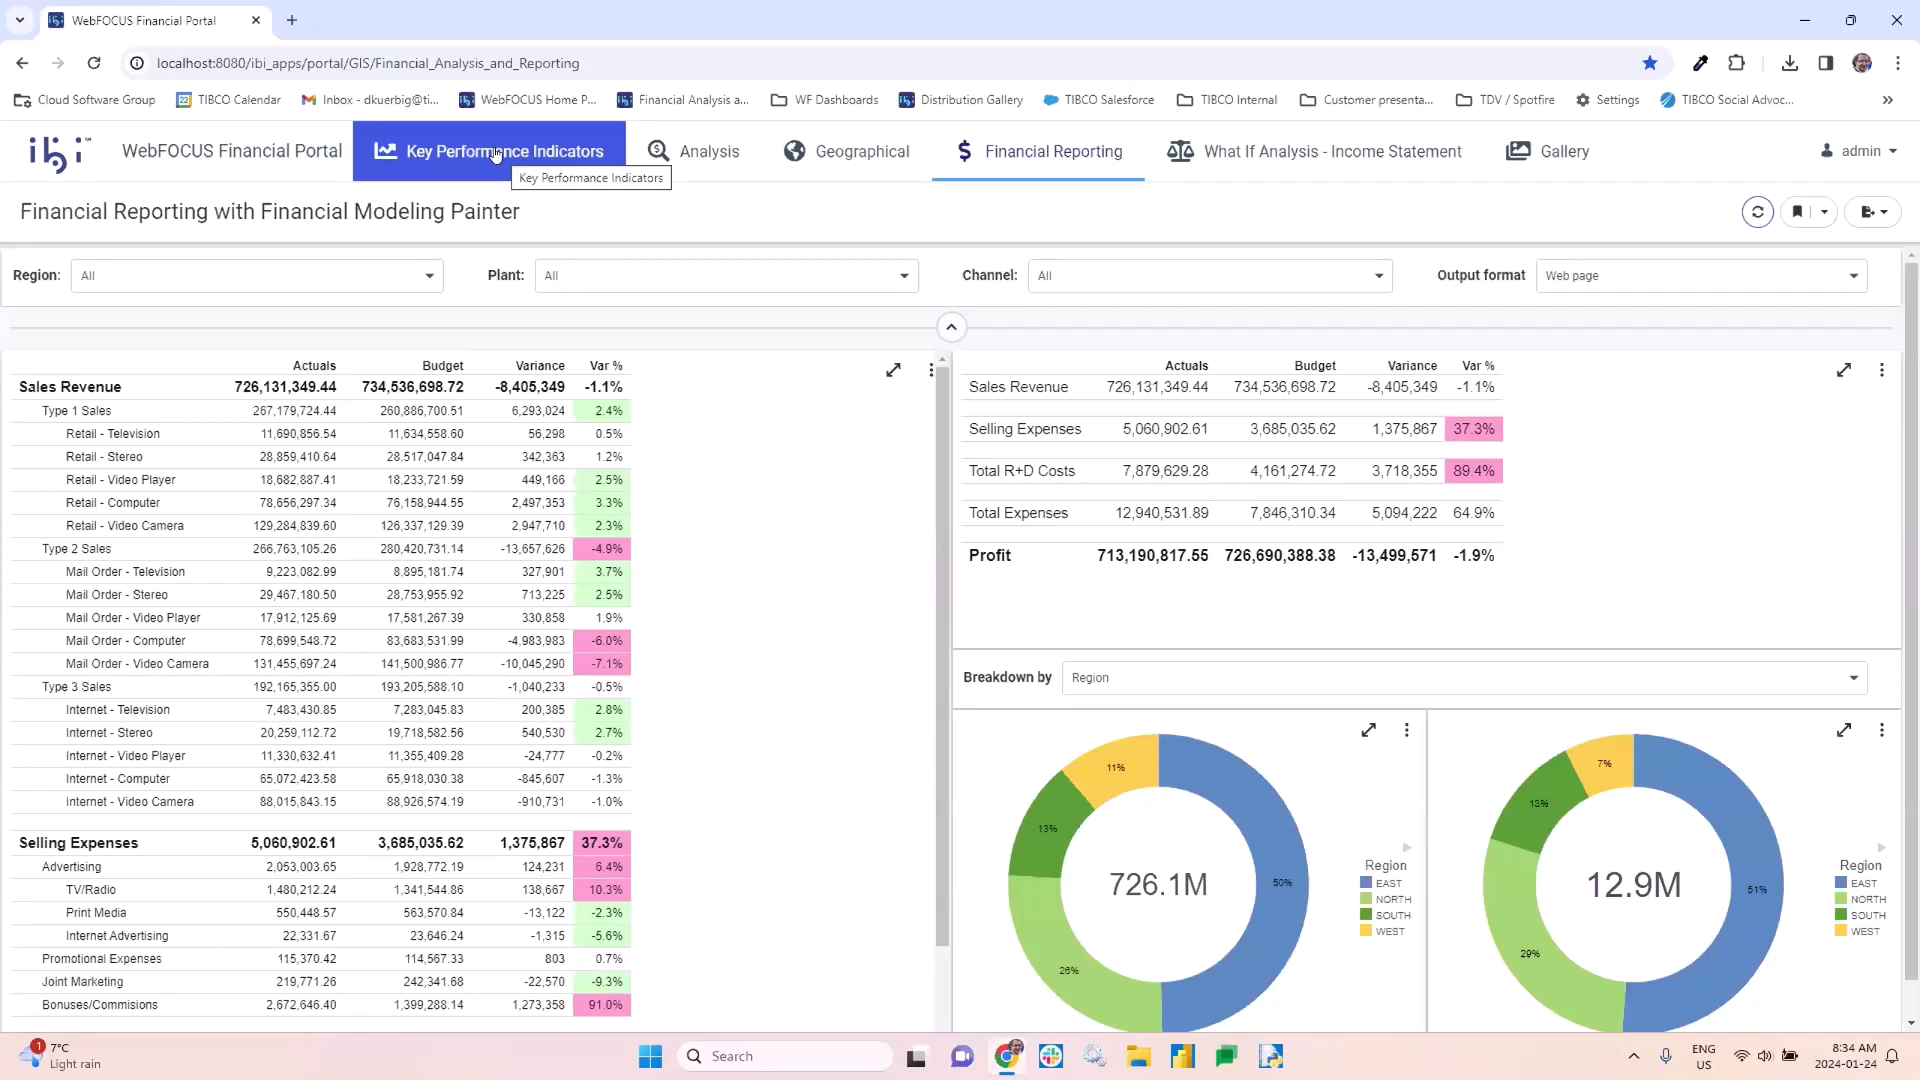 WebFOCUS Financial Portal
localhost:8080/ibi_apps/portal/GIS/Financial_Analysis_and_Reporting
Cloud Software Group
TIBCO Calendar
Inbox - dkuerbig@ti...
WebFOCUS Home P...
Financial Analysis a...
WF Dashboards
Distribution Gallery
TIBCO Salesforce
TIBCO Internal
Customer presenta...
TDV / Spotfire
Settings
TIBCO Social Advoc...
ibi™ WebFOCUS Financial Portal
Key Performance Indicators
Analysis
Geographical
Financial Reporting
What If Analysis - Income Statement
Gallery
admin
Key Performance Indicators
Financial Reporting with Financial Modeling Painter
Region: All
Plant: All
Channel: All
Output format Web page
Actuals Budget Variance Var %
Sales Revenue 726,131,349.44 734,536,698.72 -8,405,349 -1.1%
Type 1 Sales 267,179,724.44 260,886,700.51 6,293,024 2.4%
Retail - Television 11,690,856.54 11,634,558.60 56,298 0.5%
Retail - Stereo 28,859,410.64 28,517,047.84 342,363 1.2%
Retail - Video Player 18,682,887.41 18,233,721.59 449,166 2.5%
Retail - Computer 78,656,297.34 76,158,944.55 2,497,353 3.3%
Retail - Video Camera 129,284,839.60 126,337,129.39 2,947,710 2.3%
Type 2 Sales 266,763,105.26 280,420,731.14 -13,657,626 -4.9%
Mail Order - Television 9,223,082.99 8,895,181.74 327,901 3.7%
Mail Order - Stereo 29,467,180.50 28,753,955.92 713,225 2.5%
Mail Order - Video Player 17,912,125.69 17,581,267.39 330,858 1.9%
Mail Order - Computer 78,699,548.72 83,683,531.99 -4,983,983 -6.0%
Mail Order - Video Camera 131,455,697.24 141,500,986.77 -10,045,290 -7.1%
Type 3 Sales 192,165,355.00 193,205,588.10 -1,040,233 -0.5%
Internet - Television 7,483,430.85 7,283,045.83 200,385 2.8%
Internet - Stereo 20,259,112.72 19,718,582.56 540,530 2.7%
Internet - Video Player 11,330,632.41 11,355,409.28 -24,777 -0.2%
Internet - Computer 65,072,423.58 65,918,030.38 -845,607 -1.3%
Internet - Video Camera 88,015,843.15 88,926,574.19 -910,731 -1.0%
Selling Expenses 5,060,902.61 3,685,035.62 1,375,867 37.3%
Advertising 2,053,003.65 1,928,772.19 124,231 6.4%
TV/Radio 1,480,212.24 1,341,544.86 138,667 10.3%
Print Media 550,448.57 563,570.84 -13,122 -2.3%
Internet Advertising 22,331.67 23,646.24 -1,315 -5.6%
Promotional Expenses 115,370.42 114,567.33 803 0.7%
Joint Marketing 219,771.26 242,341.68 -22,570 -9.3%
Bonuses/Commisions 2,672,646.40 1,399,288.14 1,273,358 91.0%
Actuals Budget Variance Var %
Sales Revenue 726,131,349.44 734,536,698.72 -8,405,349 -1.1%
Selling Expenses 5,060,902.61 3,685,035.62 1,375,867 37.3%
Total R+D Costs 7,879,629.28 4,161,274.72 3,718,355 89.4%
Total Expenses 12,940,531.89 7,846,310.34 5,094,222 64.9%
Profit 713,190,817.55 726,690,388.38 -13,499,571 -1.9%
Breakdown by Region
11%
13%
726.1M
50%
26%
Region
EAST
NORTH
SOUTH
WEST
7%
13%
12.9M
51%
29%
Region
EAST
NORTH
SOUTH
WEST
1
7°C
Light rain
Search
ENG
US
8:34 AM
2024-01-24